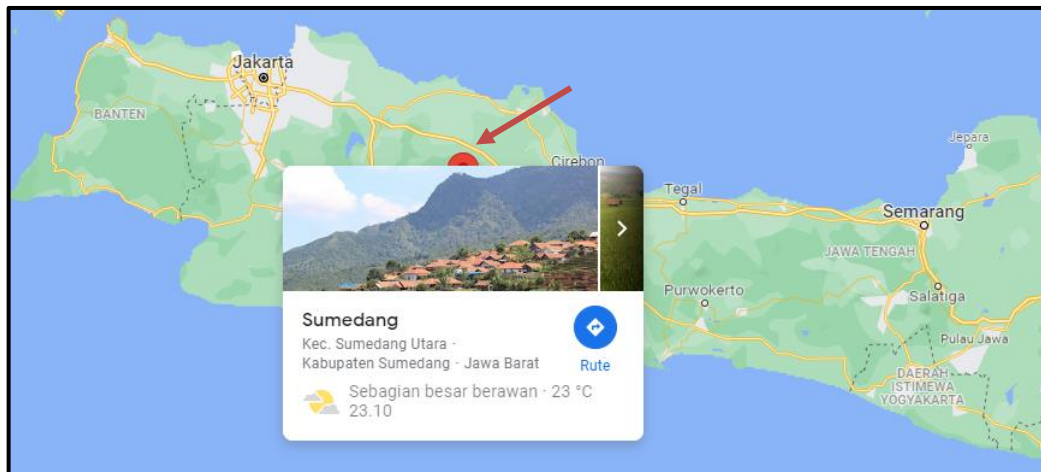 Jakarta
BANTEN
Cirebon
Jepara
Tegal
Semarang
JAWA TENGAH
Purwokerto
Salatiga
Pulau Jawa
DAERAH
ISTIMEWA
YOGYAKARTA
Sumedang
Kec. Sumedang Utara ·
Kabupaten Sumedang · Jawa Barat
Rute
Sebagian besar berawan · 23 °C
23.10